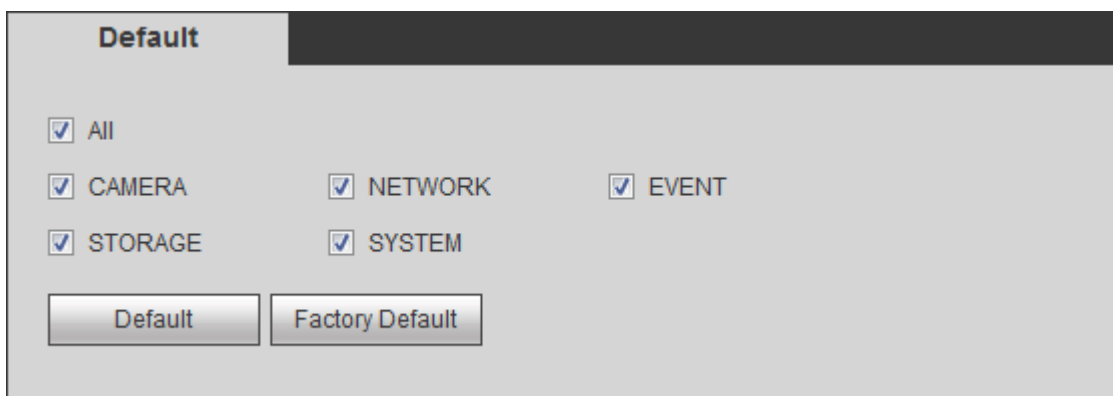 Default
All
CAMERA NETWORK EVENT
STORAGE SYSTEM
Default Factory Default